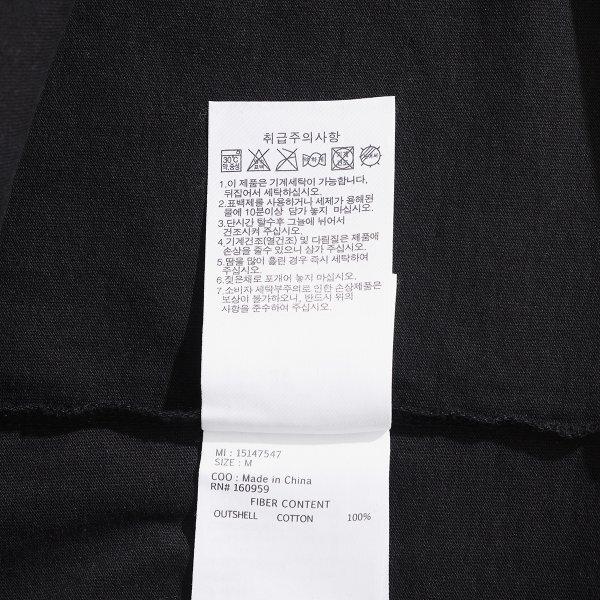 취급주의사항
30℃
약,중성
1.이 제품은 기계세탁이 가능합니다,
뒤집어서 세탁하십시오.
2.표백제를 사용하거나 세제가 용해된
물에 10분이상 담가 놓지 마십시오.
3.단시간 탈수후 그늘에 뉘어서
건조시켜 주십시오.
4.기계건조(열건조) 및 다림질은 제품에
손상을 줄수 있으니 삼가 주십시오.
5.땀을 많이 흘린 경우 즉시 세탁하여
주십시오.
6.젖은채로 포개어 놓지 마십시오.
7.소비자 세탁부주의로 인한 손상제품은
보상이 불가하오니, 반드시 위의
사항을 준수하여 주십시오.
MI : 15147547
SIZE : M
COO : Made in China
RN# 160959
FIBER CONTENT
OUTSHELL COTTON 100%